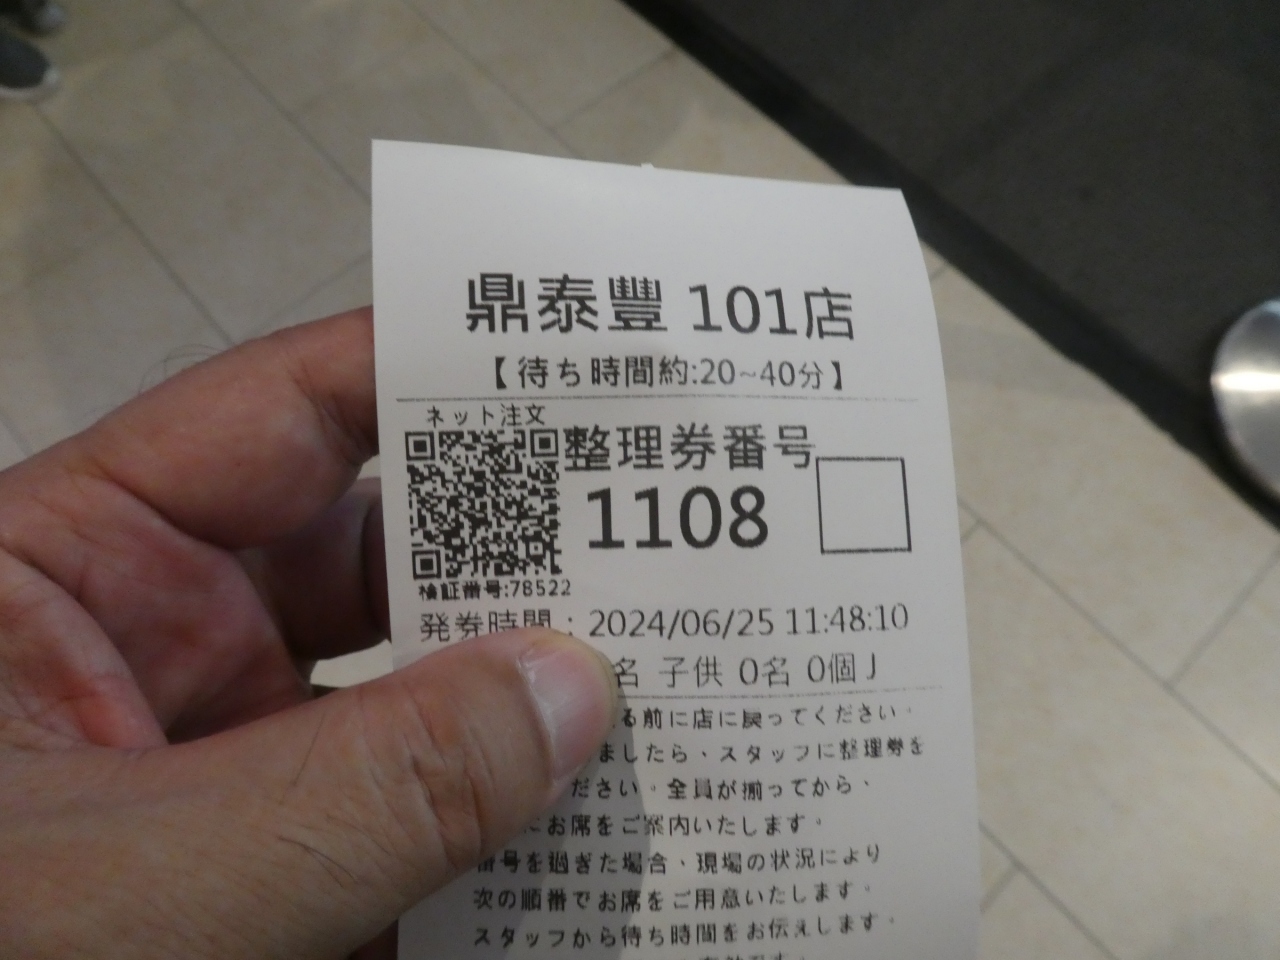 鼎泰豐 101店
【待ち時間約:20~40分】
ネット注文
整理券番号
1108
検証番号:78522
発券時間：2024/06/25 11:48:10
名 子供 0名 0個 J
る前に店に戻ってください。
ましたら、スタッフに整理券を
ださい。全員が揃ってから、
にお席をご案内いたします。
番号を過ぎた場合、現場の状況により
次の順番でお席をご用意いたします。
スタッフから待ち時間をお伝えします。